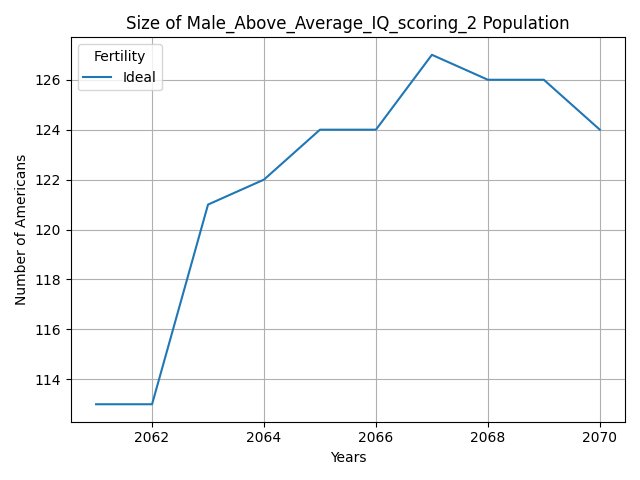 Size of Male_Above_Average_IQ_scoring_2 Population
Fertility
Ideal
Number of Americans
126
124
122
120
118
116
114
2062 2064 2066 2068 2070
Years